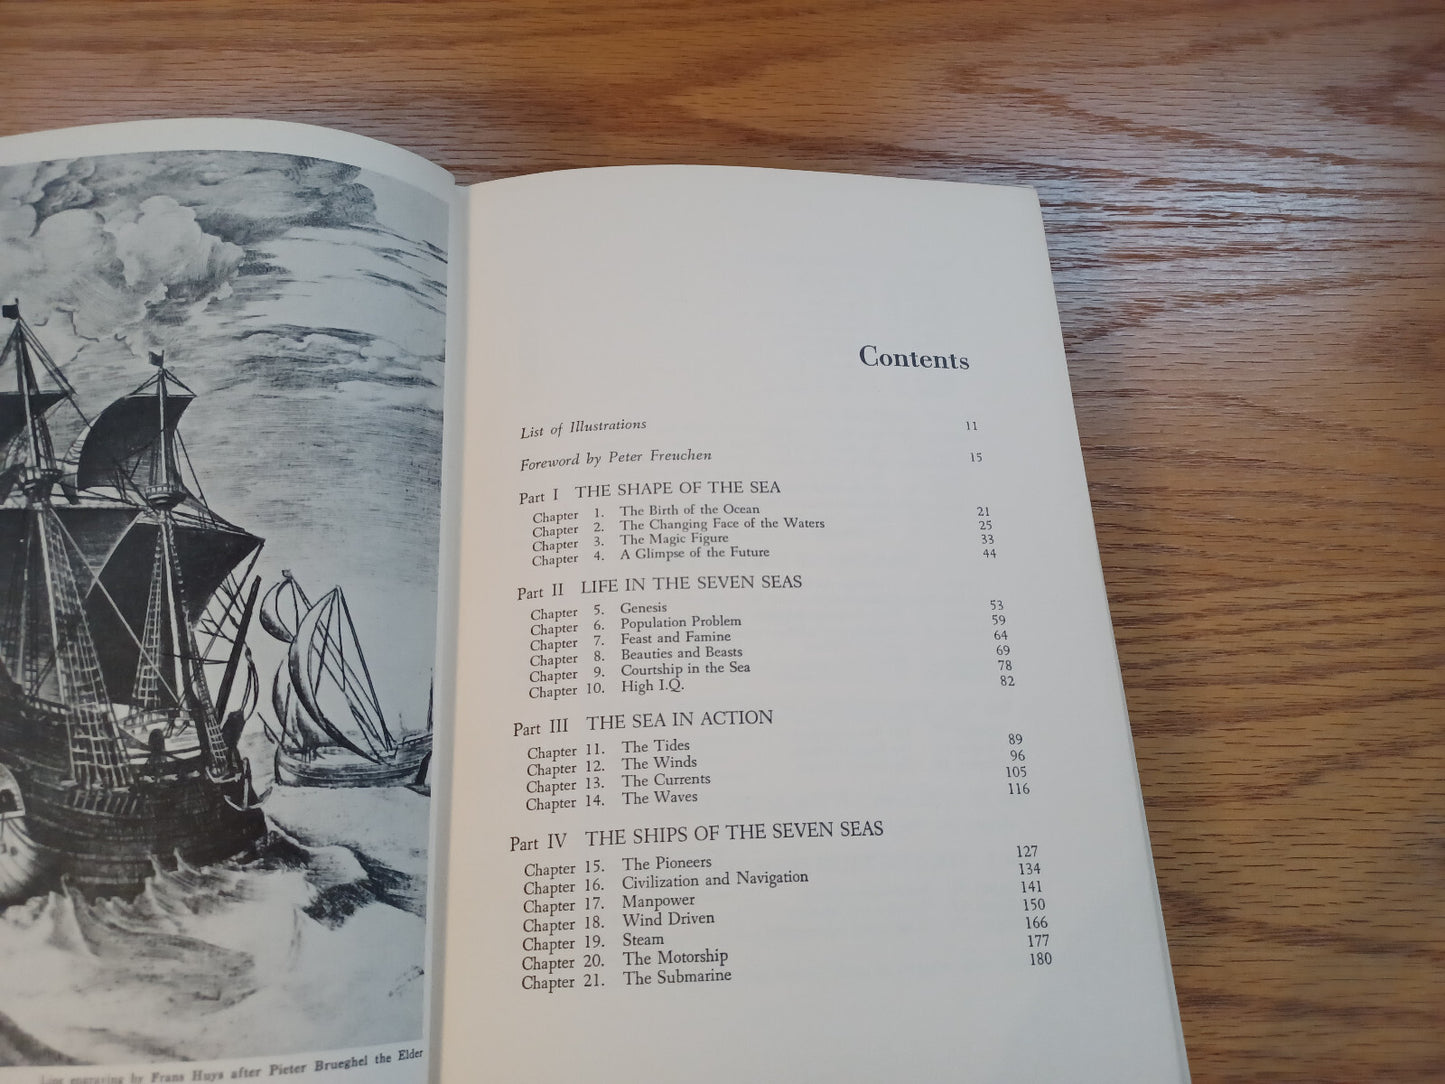 Contents
List of Illustrations 11
Foreword by Peter Freuchen 15
Part I THE SHAPE OF THE SEA
Chapter 1. The Birth of the Ocean 21
Chapter 2. The Changing Face of the Waters 25
Chapter 3. The Magic Figure 33
Chapter 4. A Glimpse of the Future 44
Part II LIFE IN THE SEVEN SEAS
Chapter 5. Genesis 53
Chapter 6. Population Problem 59
Chapter 7. Feast and Famine 64
Chapter 8. Beauties and Beasts 69
Chapter 9. Courtship in the Sea 78
Chapter 10. High I.Q. 82
Part III THE SEA IN ACTION
Chapter 11. The Tides 89
Chapter 12. The Winds 96
Chapter 13. The Currents 105
Chapter 14. The Waves 116
Part IV THE SHIPS OF THE SEVEN SEAS
Chapter 15. The Pioneers 127
Chapter 16. Civilization and Navigation 134
Chapter 17. Manpower 141
Chapter 18. Wind Driven 150
Chapter 19. Steam 166
Chapter 20. The Motorship 177
Chapter 21. The Submarine 180
Line engraving by Frans Huys after Pieter Brueghel the Elder